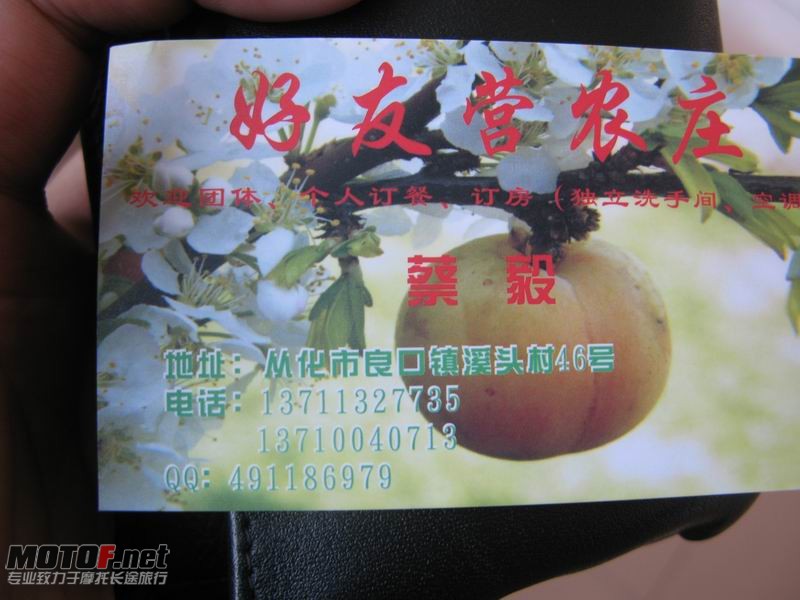 好友营农庄
欢迎团体、个人订餐、订房（独立洗手间、空调
蔡毅
地址：从化市良口镇溪头村46号
电话：13711327735
13710040713
QQ：491186979
MOTOF.net
专业致力于摩托长途旅行